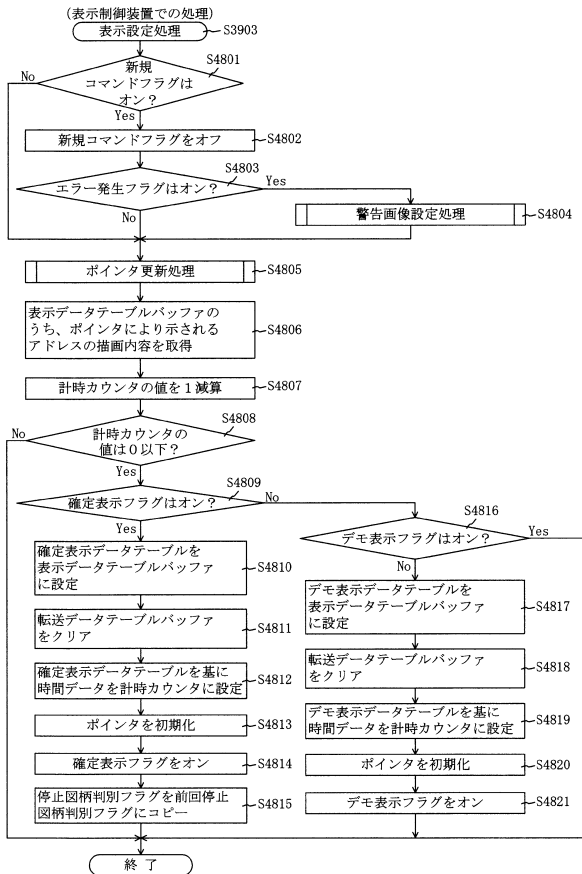 (表示制御装置での処理)
表示設定処理
S3903
新規
コマンドフラグは
オン?
S4801
No
Yes
新規コマンドフラグをオフ
S4802
エラー発生フラグはオン?
S4803
Yes
No
警告画像設定処理
S4804
ポインタ更新処理
S4805
表示データテーブルバッファの
うち、ポインタにより示される
アドレスの描画内容を取得
S4806
計時カウンタの値を1減算
S4807
計時カウンタの
値は0以下?
S4808
No
Yes
確定表示フラグはオン?
S4809
No
Yes
デモ表示フラグはオン?
S4816
Yes
No
確定表示データテーブルを
表示データテーブルバッファ
に設定
S4810
転送データテーブルバッファ
をクリア
S4811
確定表示データテーブルを基に
時間データを計時カウンタに設定
S4812
ポインタを初期化
S4813
確定表示フラグをオン
S4814
停止図柄判別フラグを前回停止
図柄判別フラグにコピー
S4815
デモ表示データテーブルを
表示データテーブルバッファ
に設定
S4817
転送データテーブルバッファ
をクリア
S4818
デモ表示データテーブルを基に
時間データを計時カウンタに設定
S4819
ポインタを初期化
S4820
デモ表示フラグをオン
S4821
終了